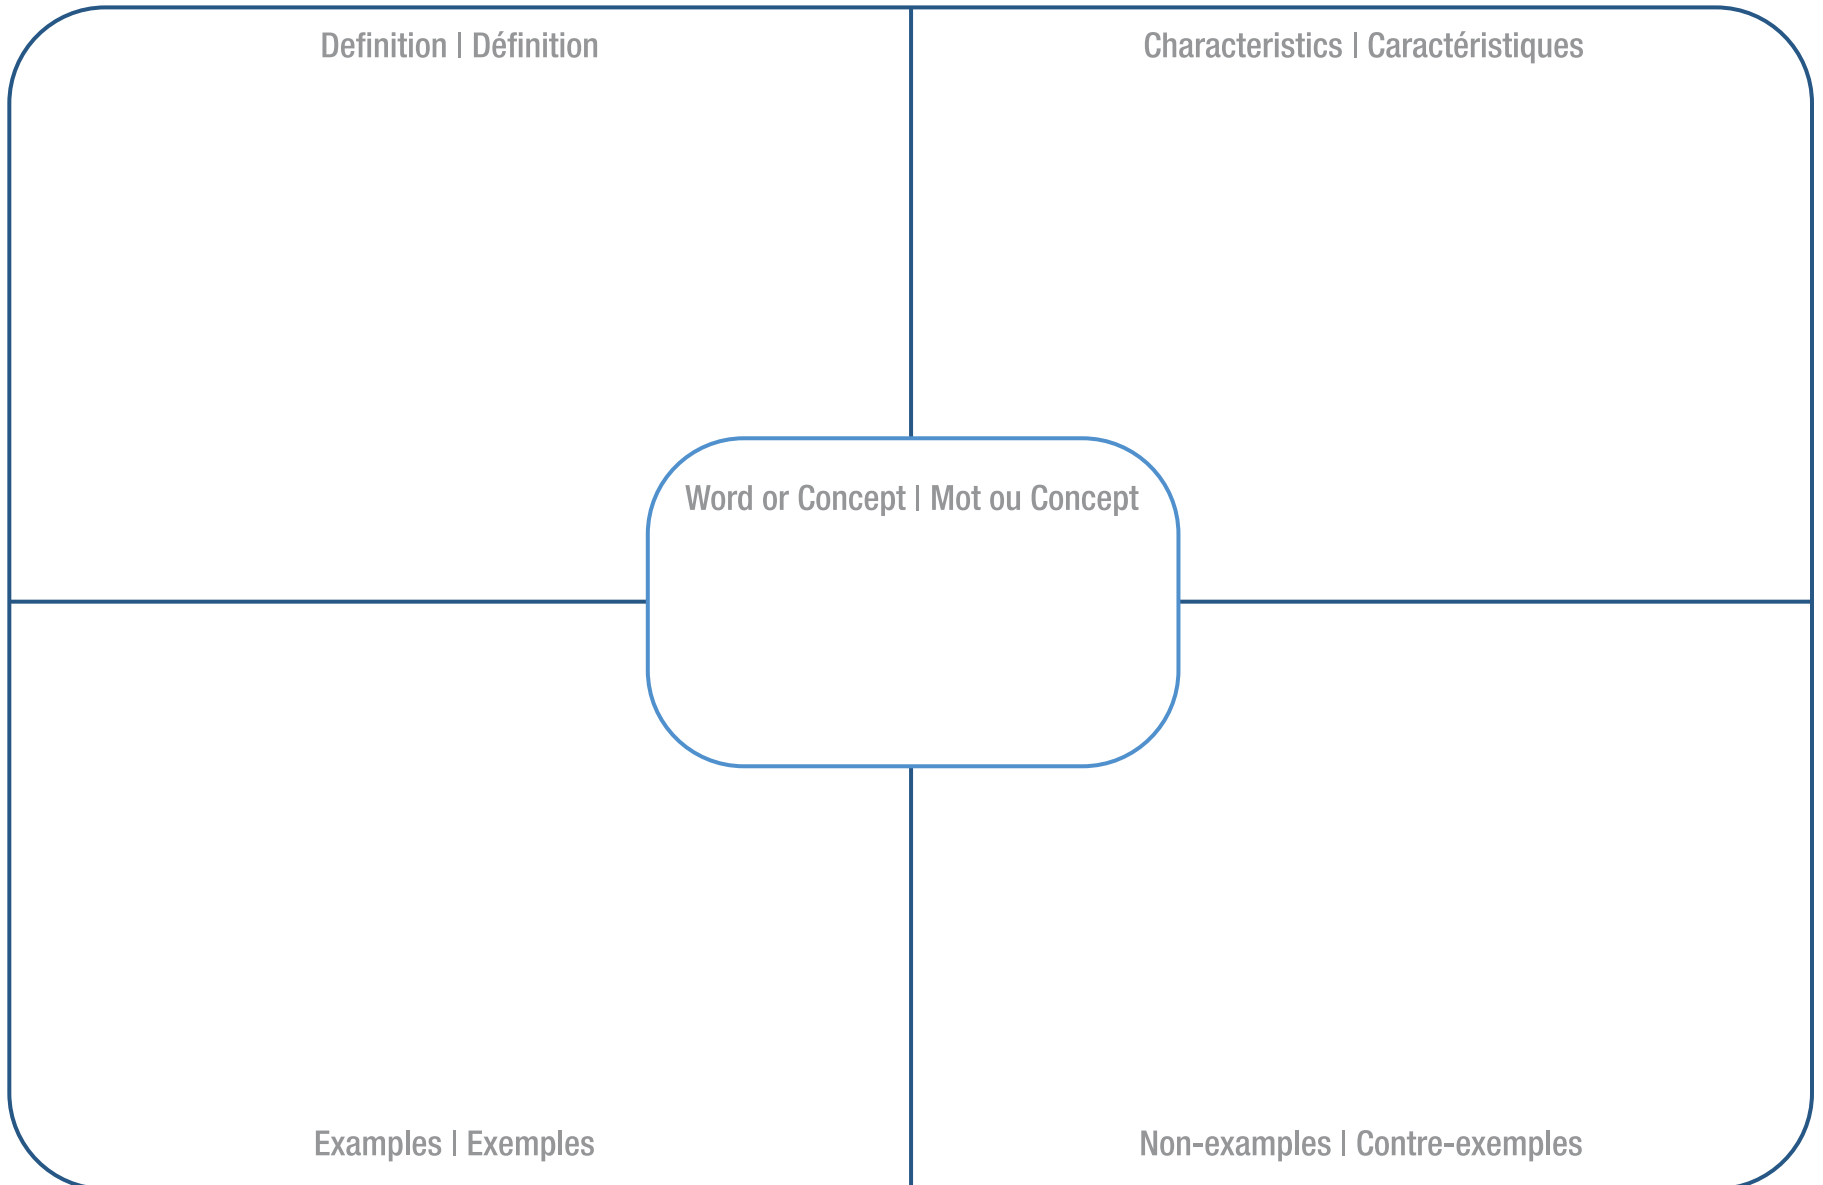 Definition | Définition
Characteristics | Caractéristiques
Word or Concept | Mot ou Concept
Examples | Exemples
Non-examples | Contre-exemples